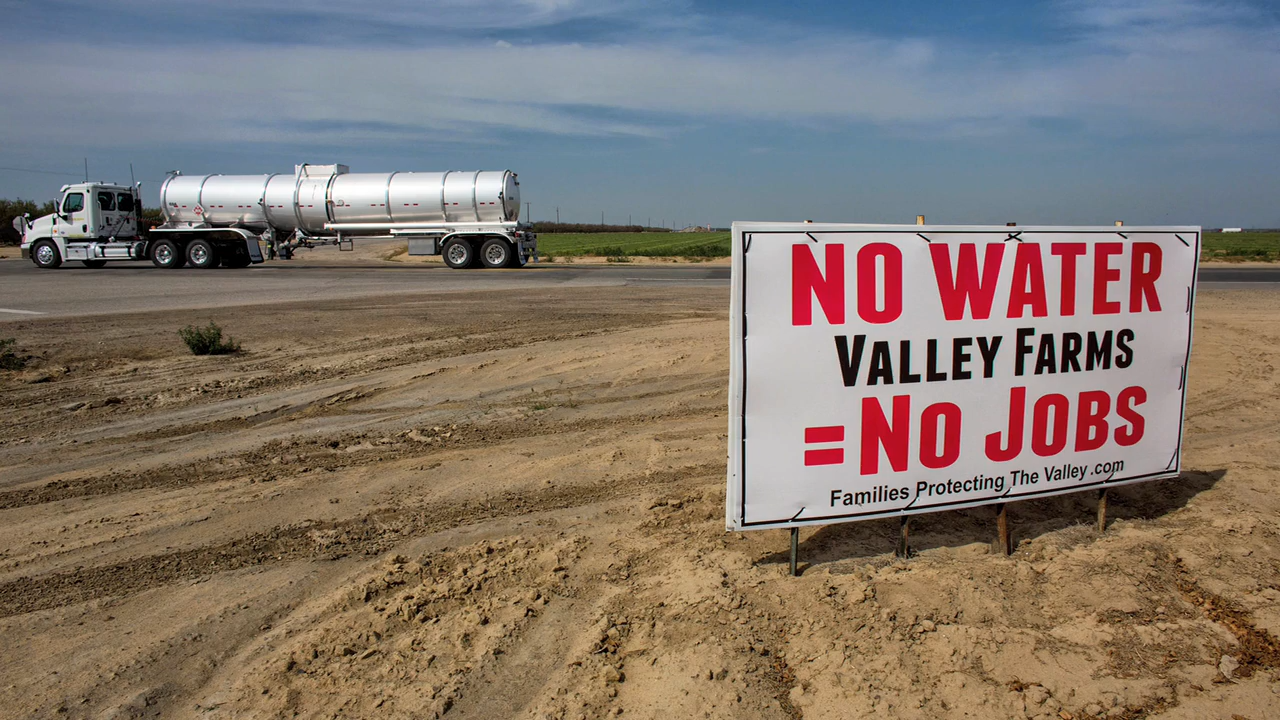 NO WATER
VALLEY FARMS
=NO JOBS
Families Protecting The Valley .com